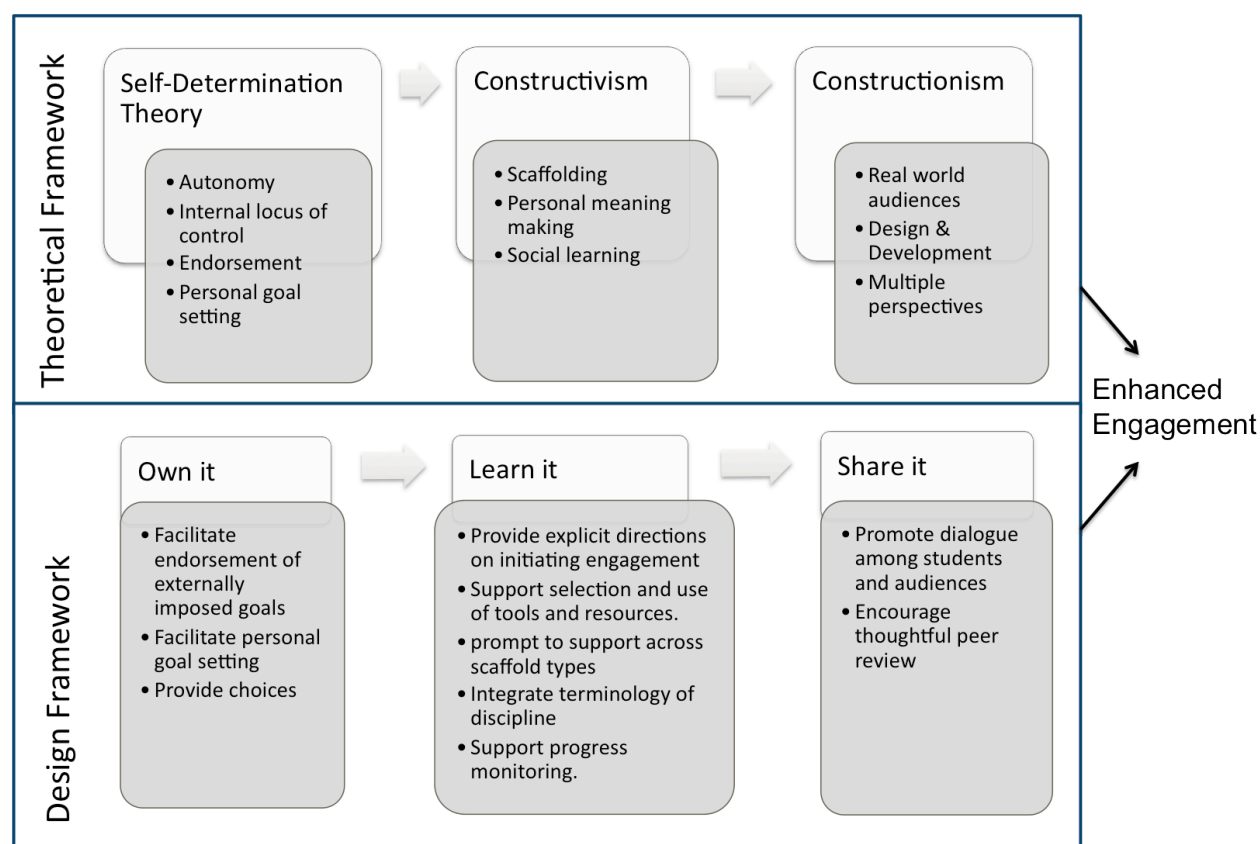 Theoretical Framework
Self-Determination
Theory
• Autonomy
• Internal locus of
control
• Endorsement
• Personal goal
setting
Constructivism
• Scaffolding
• Personal meaning
making
• Social learning
Constructionism
• Real world
audiences
• Design &
Development
• Multiple
perspectives
Design Framework
Own it
• Facilitate
endorsement of
externally
imposed goals
• Facilitate personal
goal setting
• Provide choices
Learn it
• Provide explicit directions
on initiating engagement
• Support selection and use
of tools and resources.
• prompt to support across
scaffold types
• Integrate terminology of
discipline
• Support progress
monitoring.
Share it
• Promote dialogue
among students
and audiences
• Encourage
thoughtful peer
review
Enhanced
Engagement